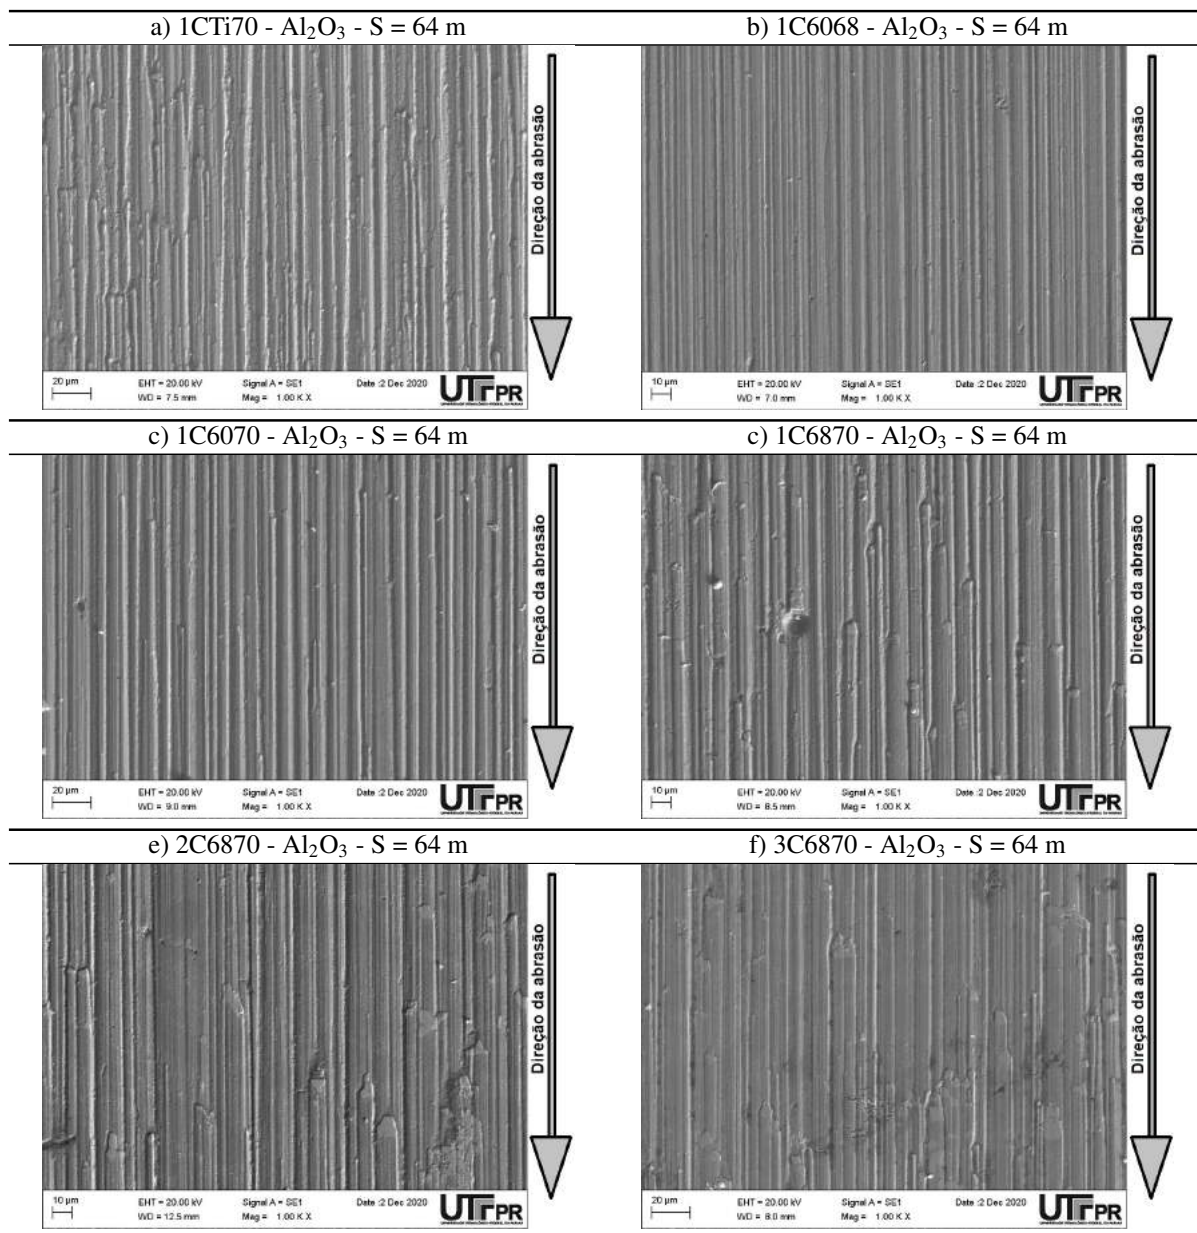 a) 1CTi70 - Al₂O₃ - S = 64 m
b) 1C6068 - Al₂O₃ - S = 64 m
Direção da abrasão
20 µm
EHT = 20.00 kV
Signal A = SE1
Date :2 Dec 2020
WD = 7.5 mm
Mag = 1.00 K X
UTFPR
Direção da abrasão
10 µm
EHT = 20.00 kV
Signal A = SE1
Date :2 Dec 2020
WD = 7.0 mm
Mag = 1.00 K X
UTFPR
c) 1C6070 - Al₂O₃ - S = 64 m
c) 1C6870 - Al₂O₃ - S = 64 m
Direção da abrasão
20 µm
EHT = 20.00 kV
Signal A = SE1
Date :2 Dec 2020
WD = 9.0 mm
Mag = 1.00 K X
UTFPR
Direção da abrasão
10 µm
EHT = 20.00 kV
Signal A = SE1
Date :2 Dec 2020
WD = 8.5 mm
Mag = 1.00 K X
UTFPR
e) 2C6870 - Al₂O₃ - S = 64 m
f) 3C6870 - Al₂O₃ - S = 64 m
Direção da abrasão
10 µm
EHT = 20.00 kV
Signal A = SE1
Date :2 Dec 2020
WD = 12.5 mm
Mag = 1.00 K X
UTFPR
Direção da abrasão
20 µm
EHT = 20.00 kV
Signal A = SE1
Date :2 Dec 2020
WD = 8.0 mm
Mag = 1.00 K X
UTFPR